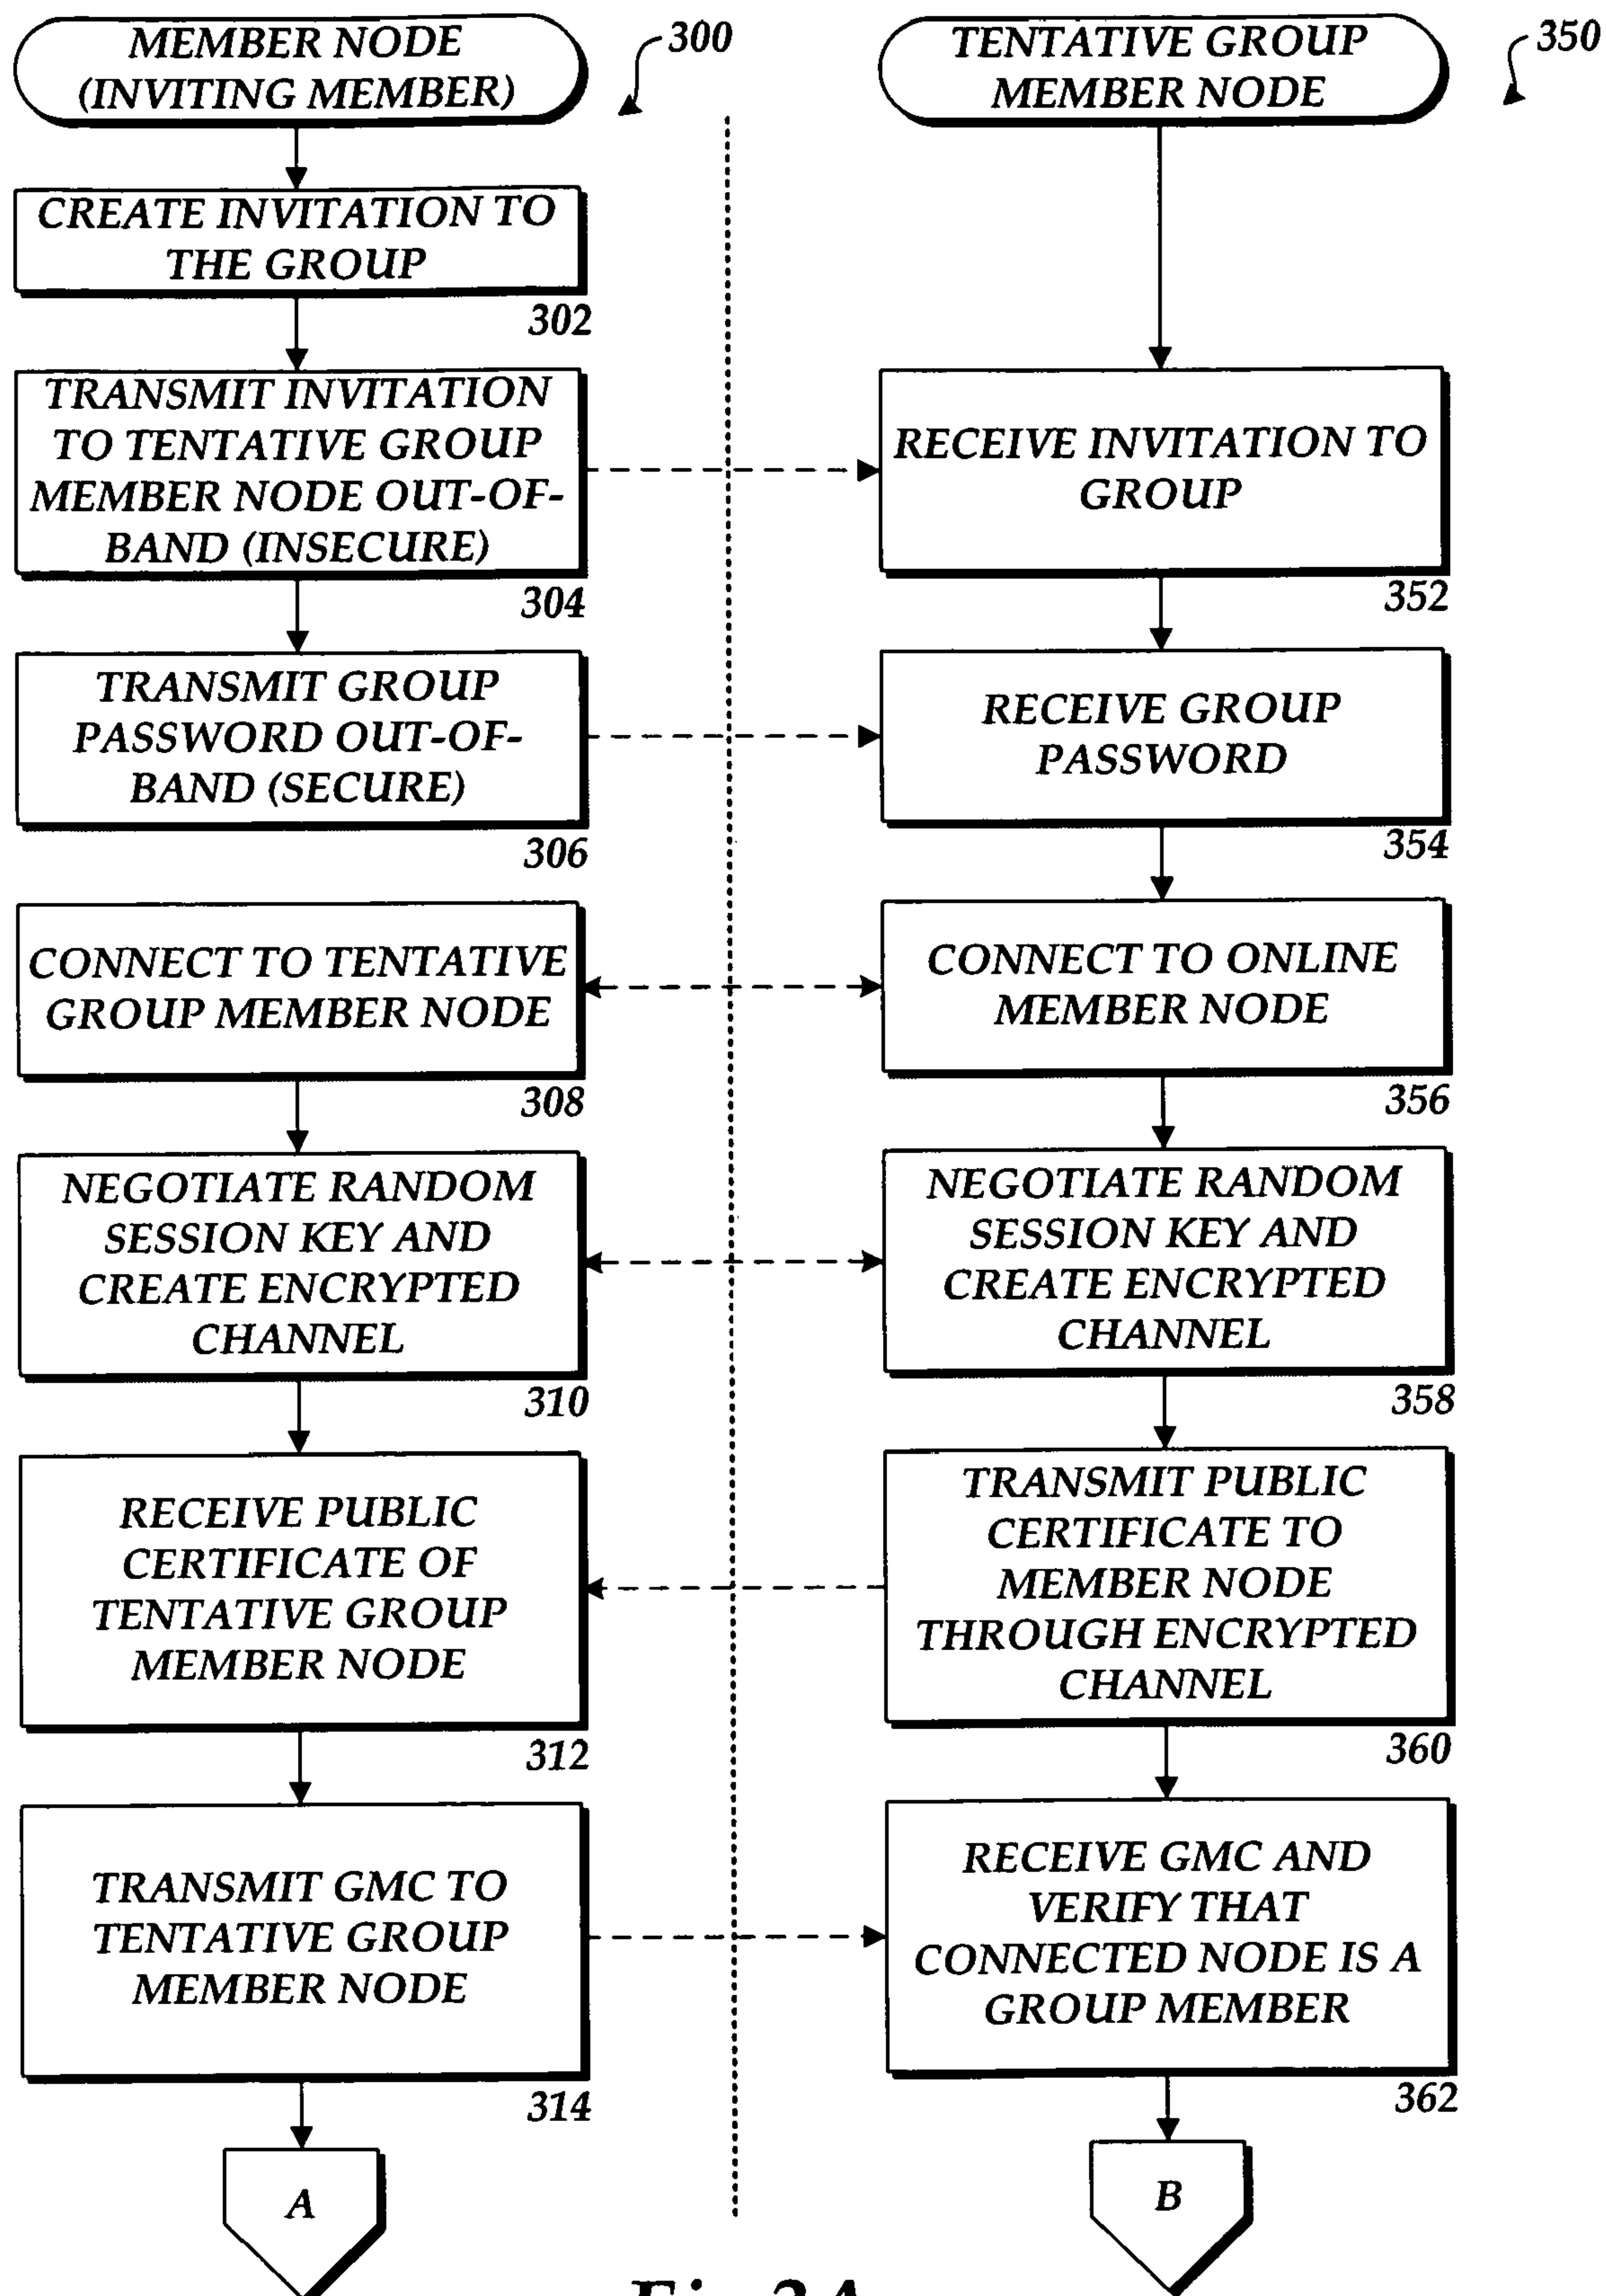 MEMBER NODE
(INVITING MEMBER)
300
CREATE INVITATION TO
THE GROUP
302
TRANSMIT INVITATION
TO TENTATIVE GROUP
MEMBER NODE OUT-OF-
BAND (INSECURE)
304
TRANSMIT GROUP
PASSWORD OUT-OF-
BAND (SECURE)
306
CONNECT TO TENTATIVE
GROUP MEMBER NODE
308
NEGOTIATE RANDOM
SESSION KEY AND
CREATE ENCRYPTED
CHANNEL
310
RECEIVE PUBLIC
CERTIFICATE OF
TENTATIVE GROUP
MEMBER NODE
312
TRANSMIT GMC TO
TENTATIVE GROUP
MEMBER NODE
314
A
TENTATIVE GROUP
MEMBER NODE
350
RECEIVE INVITATION TO
GROUP
352
RECEIVE GROUP
PASSWORD
354
CONNECT TO ONLINE
MEMBER NODE
356
NEGOTIATE RANDOM
SESSION KEY AND
CREATE ENCRYPTED
CHANNEL
358
TRANSMIT PUBLIC
CERTIFICATE TO
MEMBER NODE
THROUGH ENCRYPTED
CHANNEL
360
RECEIVE GMC AND
VERIFY THAT
CONNECTED NODE IS A
GROUP MEMBER
362
B